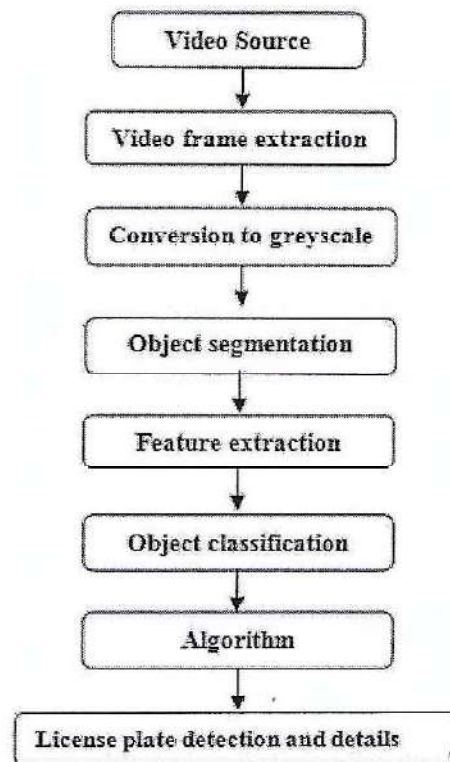 Video Source
Video frame extraction
Conversion to greyscale
Object segmentation
Feature extraction
Object classification
Algorithm
License plate detection and details